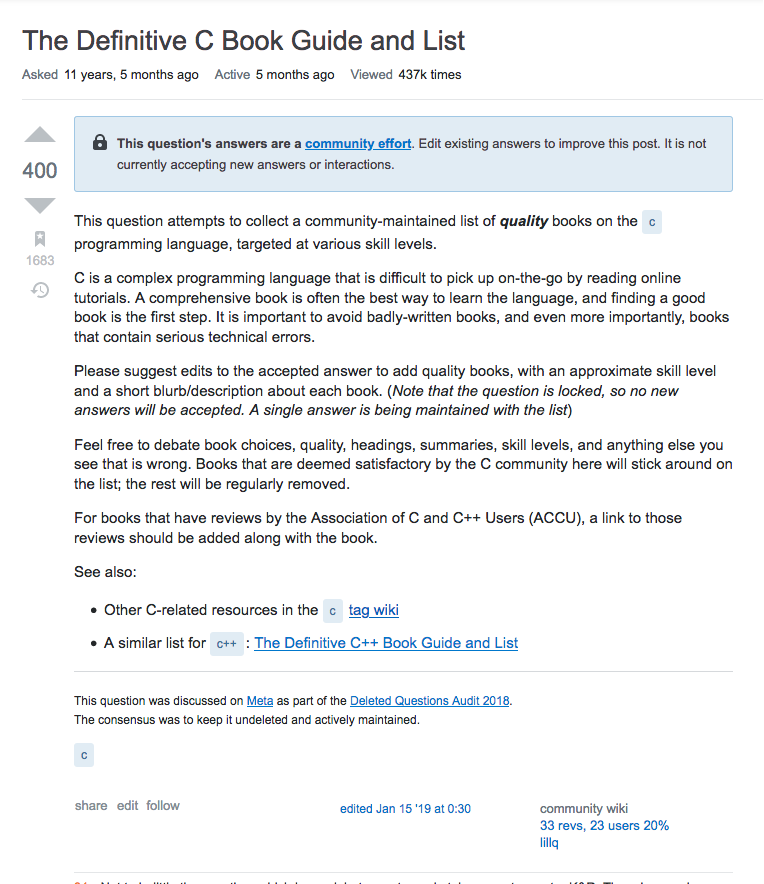 The Definitive C Book Guide and List
Asked 11 years, 5 months ago Active 5 months ago Viewed 437k times
400
1683
This question's answers are a community effort. Edit existing answers to improve this post. It is not
currently accepting new answers or interactions.
This question attempts to collect a community-maintained list of quality books on the c
programming language, targeted at various skill levels.
C is a complex programming language that is difficult to pick up on-the-go by reading online
tutorials. A comprehensive book is often the best way to learn the language, and finding a good
book is the first step. It is important to avoid badly-written books, and even more importantly, books
that contain serious technical errors.
Please suggest edits to the accepted answer to add quality books, with an approximate skill level
and a short blurb/description about each book. (Note that the question is locked, so no new
answers will be accepted. A single answer is being maintained with the list)
Feel free to debate book choices, quality, headings, summaries, skill levels, and anything else you
see that is wrong. Books that are deemed satisfactory by the C community here will stick around on
the list; the rest will be regularly removed.
For books that have reviews by the Association of C and C++ Users (ACCU), a link to those
reviews should be added along with the book.
See also:
• Other C-related resources in the c tag wiki
• A similar list for c++ : The Definitive C++ Book Guide and List
This question was discussed on Meta as part of the Deleted Questions Audit 2018.
The consensus was to keep it undeleted and actively maintained.
c
share edit follow
edited Jan 15 '19 at 0:30
community wiki
33 revs, 23 users 20%
lillq